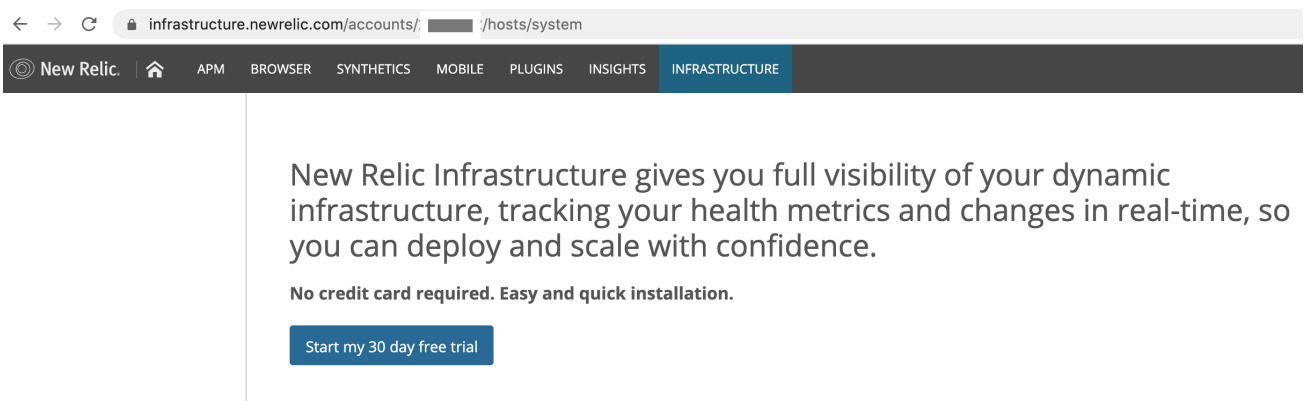 infrastructure.newrelic.com/accounts/ /hosts/system
New Relic. APM BROWSER SYNTHETICS MOBILE PLUGINS INSIGHTS INFRASTRUCTURE
New Relic Infrastructure gives you full visibility of your dynamic
infrastructure, tracking your health metrics and changes in real-time, so
you can deploy and scale with confidence.
No credit card required. Easy and quick installation.
Start my 30 day free trial